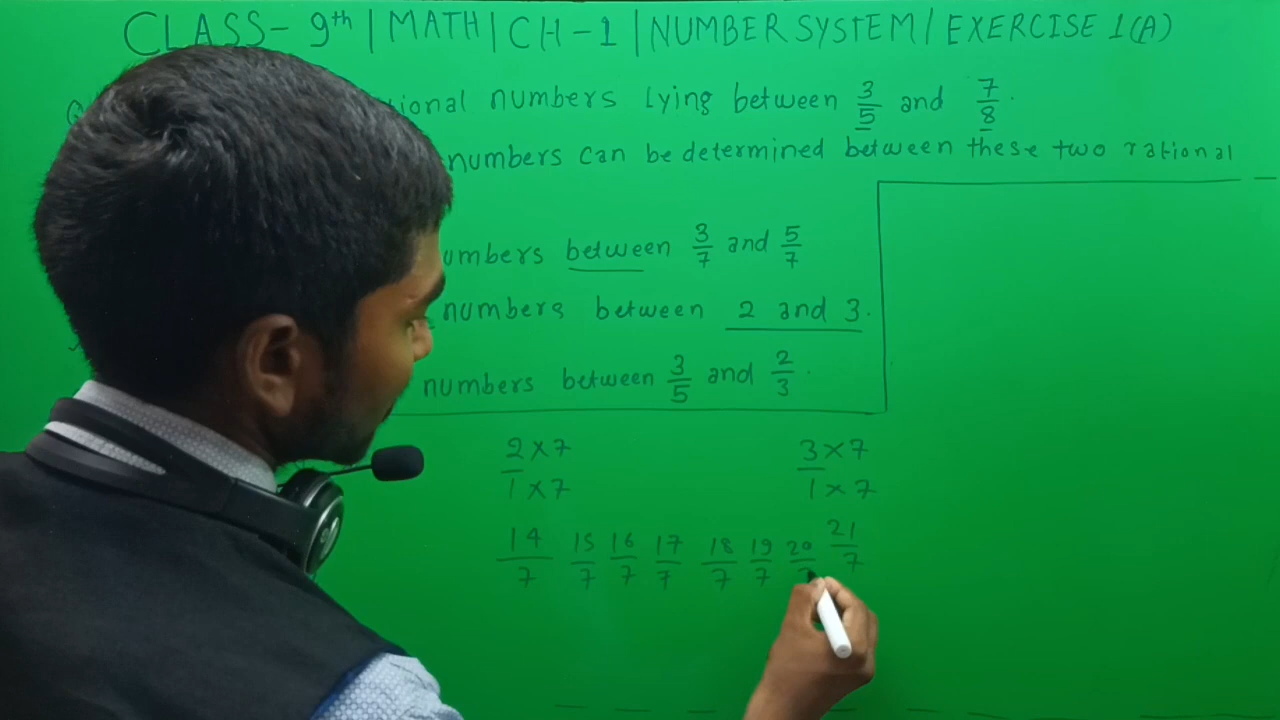 CLASS- 9th | MATH | CH-1 | NUMBER SYSTEM / EXERCISE 1(A)
numbers lying between 3/5 and 7/8.
numbers can be determined between these two rational
between 3/7 and 5/7
numbers between 2 and 3.
numbers between 3/5 and 2/3.
2×7 3×7
1×7 1×7
14/7 15/7 16/7 17/7 18/7 19/7 20 21/7